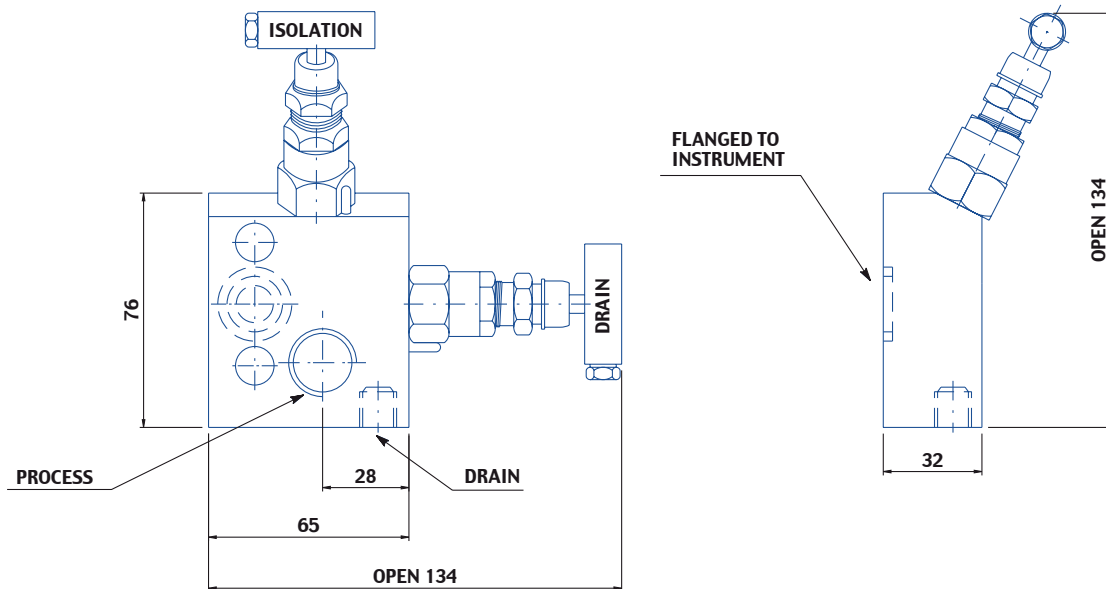 ISOLATION
FLANGED TO
INSTRUMENT
OPEN 134
76
DRAIN
PROCESS
28
DRAIN
32
65
OPEN 134